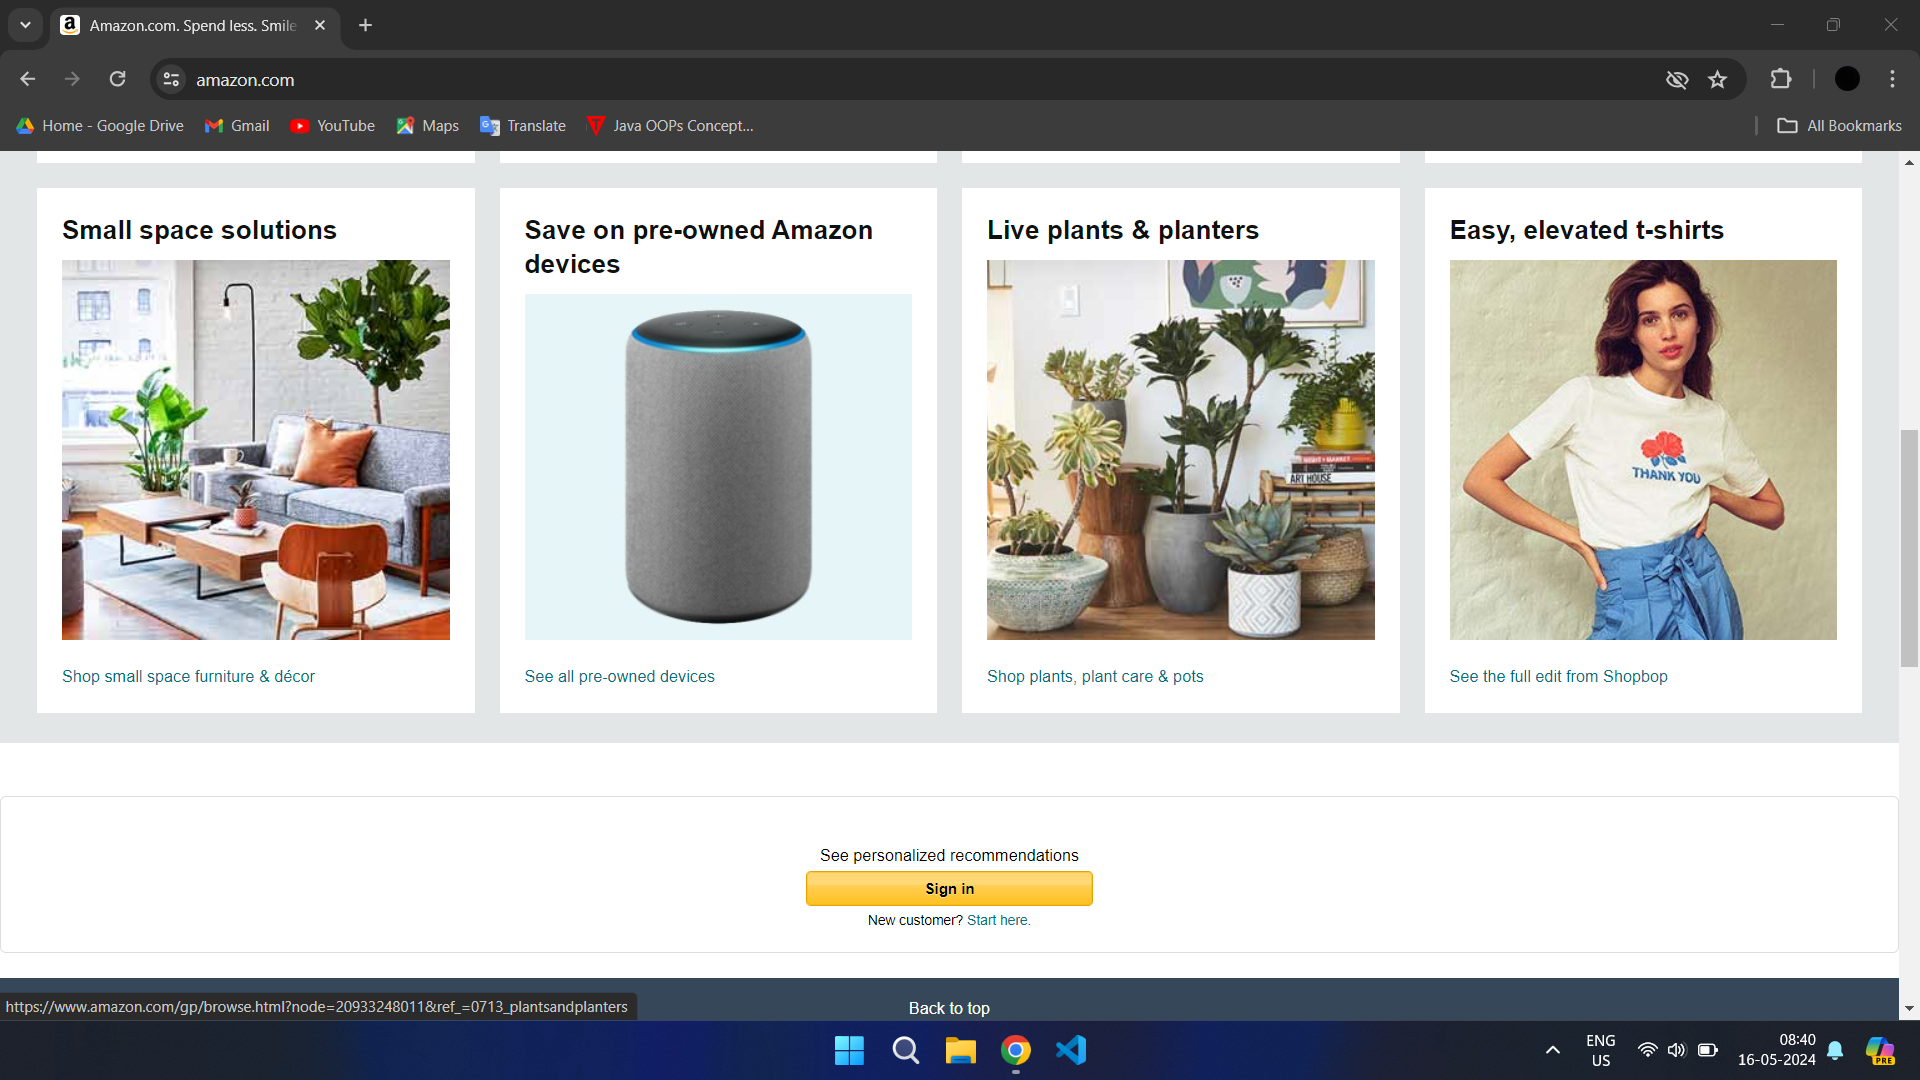 Amazon.com. Spend less. Smile
amazon.com
Home - Google Drive
Gmail
YouTube
Maps
Translate
Java OOPs Concept...
All Bookmarks
Small space solutions
Shop small space furniture & décor
Save on pre-owned Amazon
devices
See all pre-owned devices
Live plants & planters
ART HOUSE
Shop plants, plant care & pots
Easy, elevated t-shirts
THANK YOU
See the full edit from Shopbop
See personalized recommendations
Sign in
New customer? Start here.
Back to top
https://www.amazon.com/gp/browse.html?node=20933248011&ref_=0713_plantsandplanters
ENG
US
08:40
16-05-2024
PRE